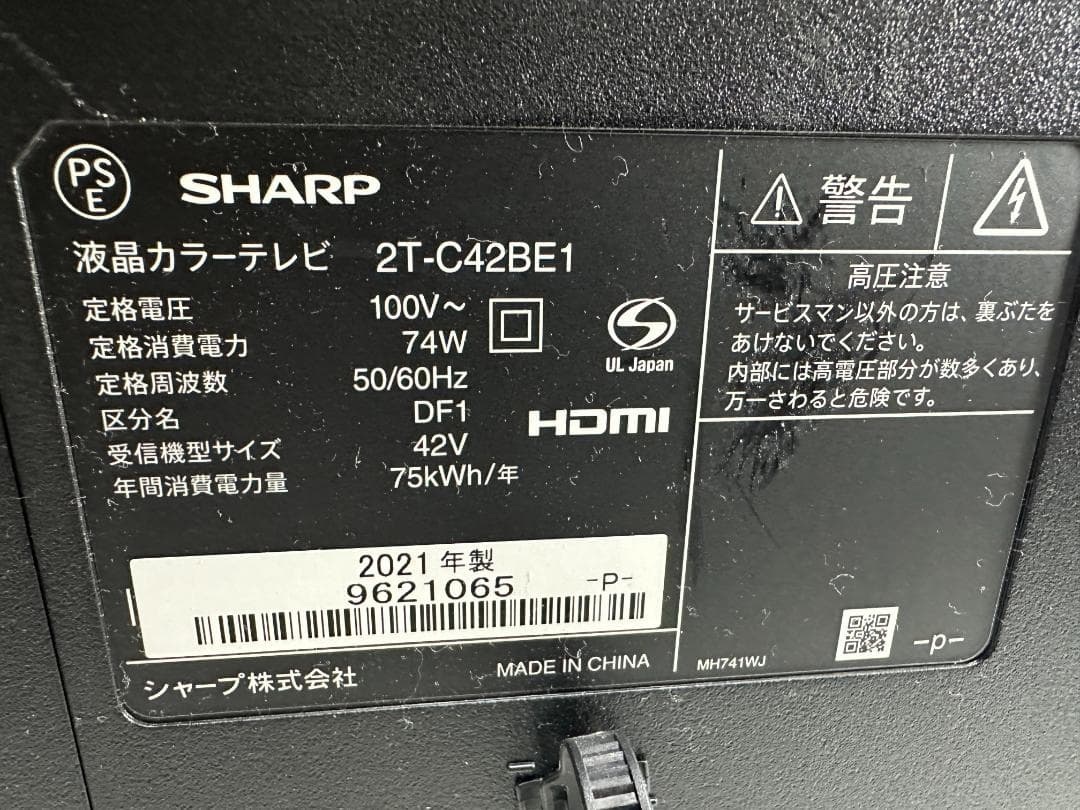 PSE
SHARP
液晶カラーテレビ 2T-C42BE1
定格電圧 100V～
定格消費電力 74W
定格周波数 50/60Hz
区分名 DF1
受信機型サイズ 42V
年間消費電力量 75kWh/年
UL Japan
HDMI
2021年製
9621065 -P-
シャープ株式会社 MADE IN CHINA
警告
高圧注意
サービスマン以外の方は、裏ぶたを
あけないでください。
内部には高電圧部分が数多くあり、
万一さわると危険です。
MH741WJ -p-